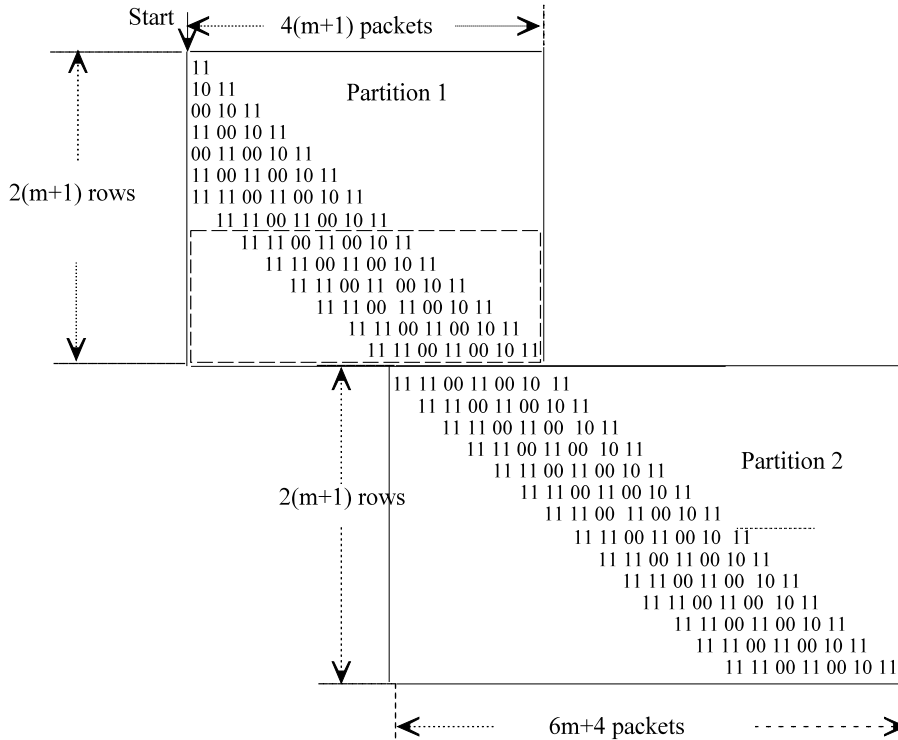 Start
4(m+1) packets
11
10 11
Partition 1
00 10 11
11 00 10 11
00 11 00 10 11
11 00 11 00 10 11
2(m+1) rows
11 11 00 11 00 10 11
11 11 00 11 00 10 11
11 11 00 11 00 10 11
11 11 00 11 00 10 11
11 11 00 11 00 10 11
11 11 00 11 00 10 11
11 11 00 11 00 10 11
11 11 00 11 00 10 11
11 11 00 11 00 10 11
11 11 00 11 00 10 11
11 11 00 11 00 10 11
11 11 00 11 00 10 11
Partition 2
11 11 00 11 00 10 11
11 11 00 11 00 10 11
2(m+1) rows
11 11 00 11 00 10 11
11 11 00 11 00 10 11
11 11 00 11 00 10 11
11 11 00 11 00 10 11
11 11 00 11 00 10 11
11 11 00 11 00 10 11
11 11 00 11 00 10 11
11 11 00 11 00 10 11
6m+4 packets